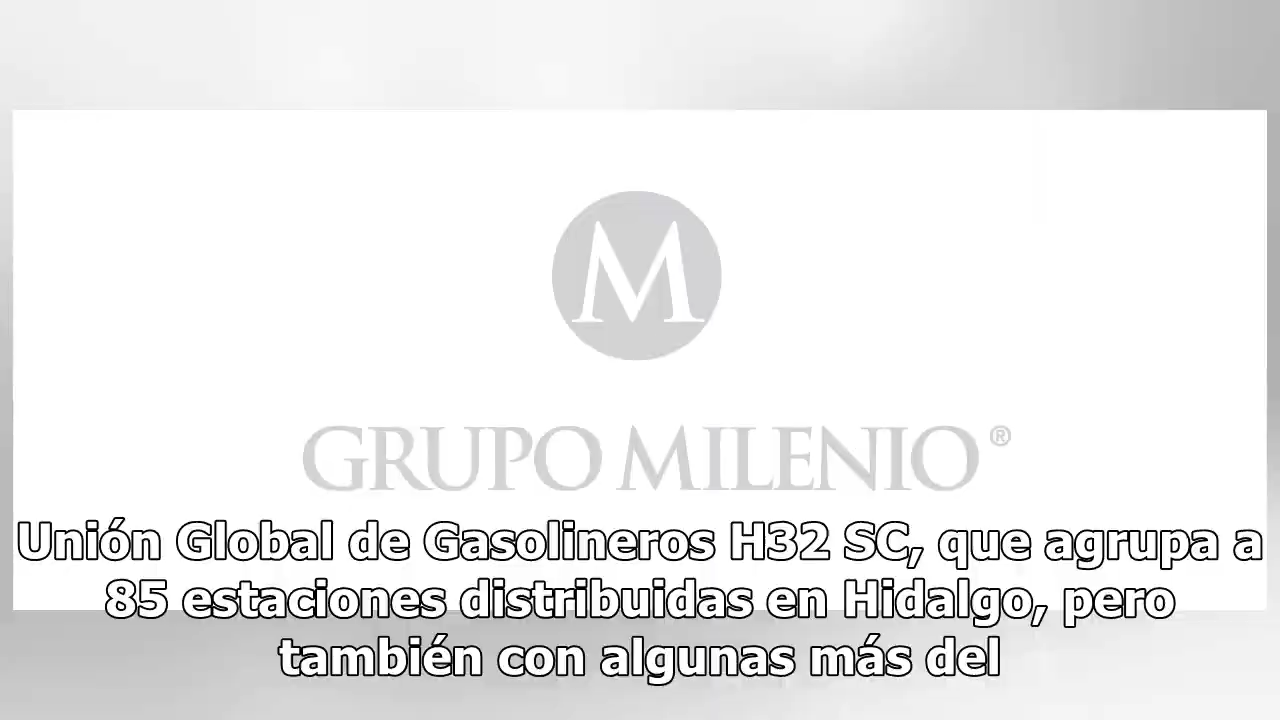 M
GRUPO MILENIO®
Unión Global de Gasolineros H32 SC, que agrupa a
85 estaciones distribuidas en Hidalgo, pero
también con algunas más del